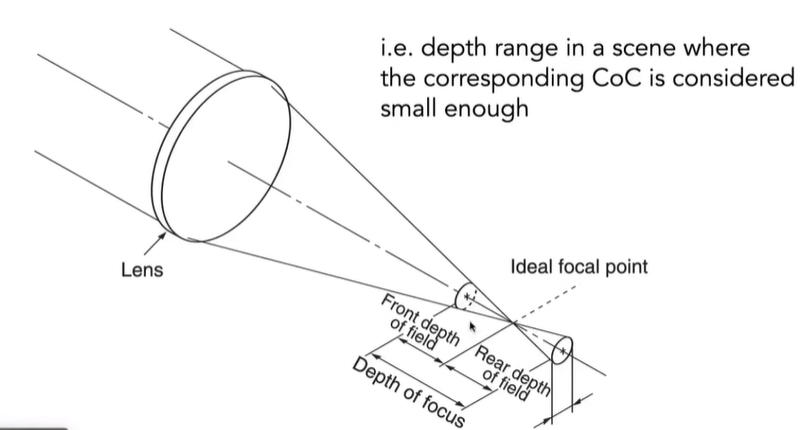 i.e. depth range in a scene where
the corresponding CoC is considered
small enough
Lens
Ideal focal point
Front depth
of field
Rear depth
of field
Depth of focus